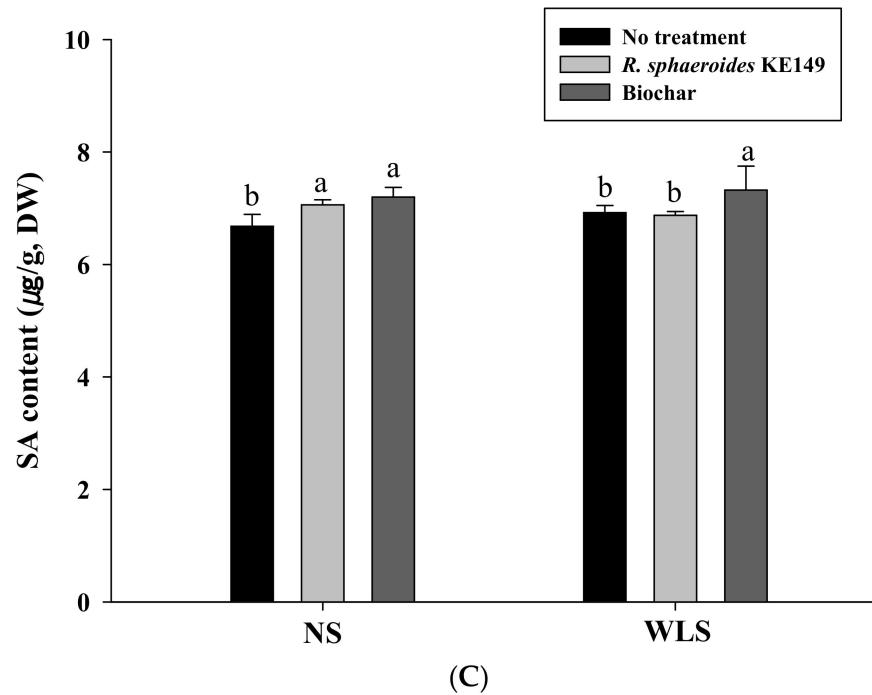 No treatment
R. sphaeroides KE149
Biochar
SA content (μg/g, DW)
10
8
6
4
2
0
b
a
a
b
b
a
NS
WLS
(C)